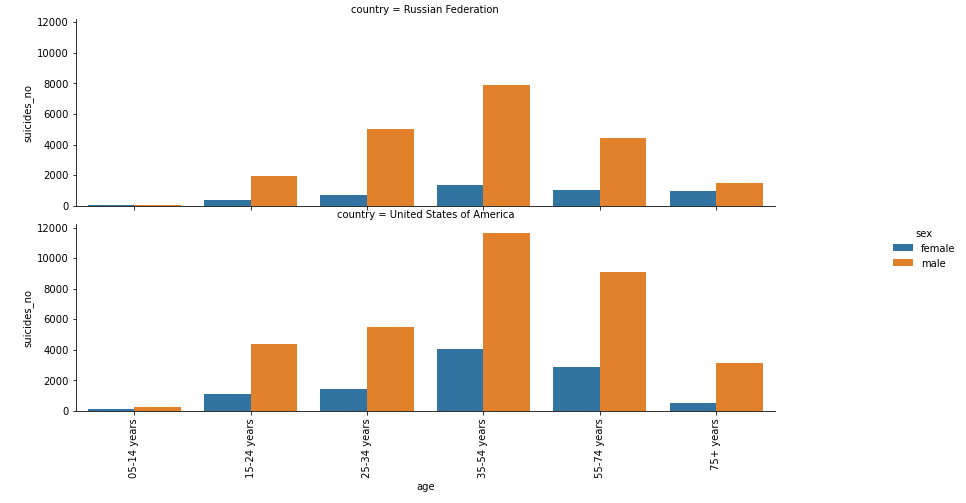 country = Russian Federation
12000
10000
8000
6000
4000
2000
0
suicides_no
country = United States of America
12000
10000
8000
6000
4000
2000
0
suicides_no
05-14 years
15-24 years
25-34 years
35-54 years
55-74 years
75+ years
age
sex
female
male